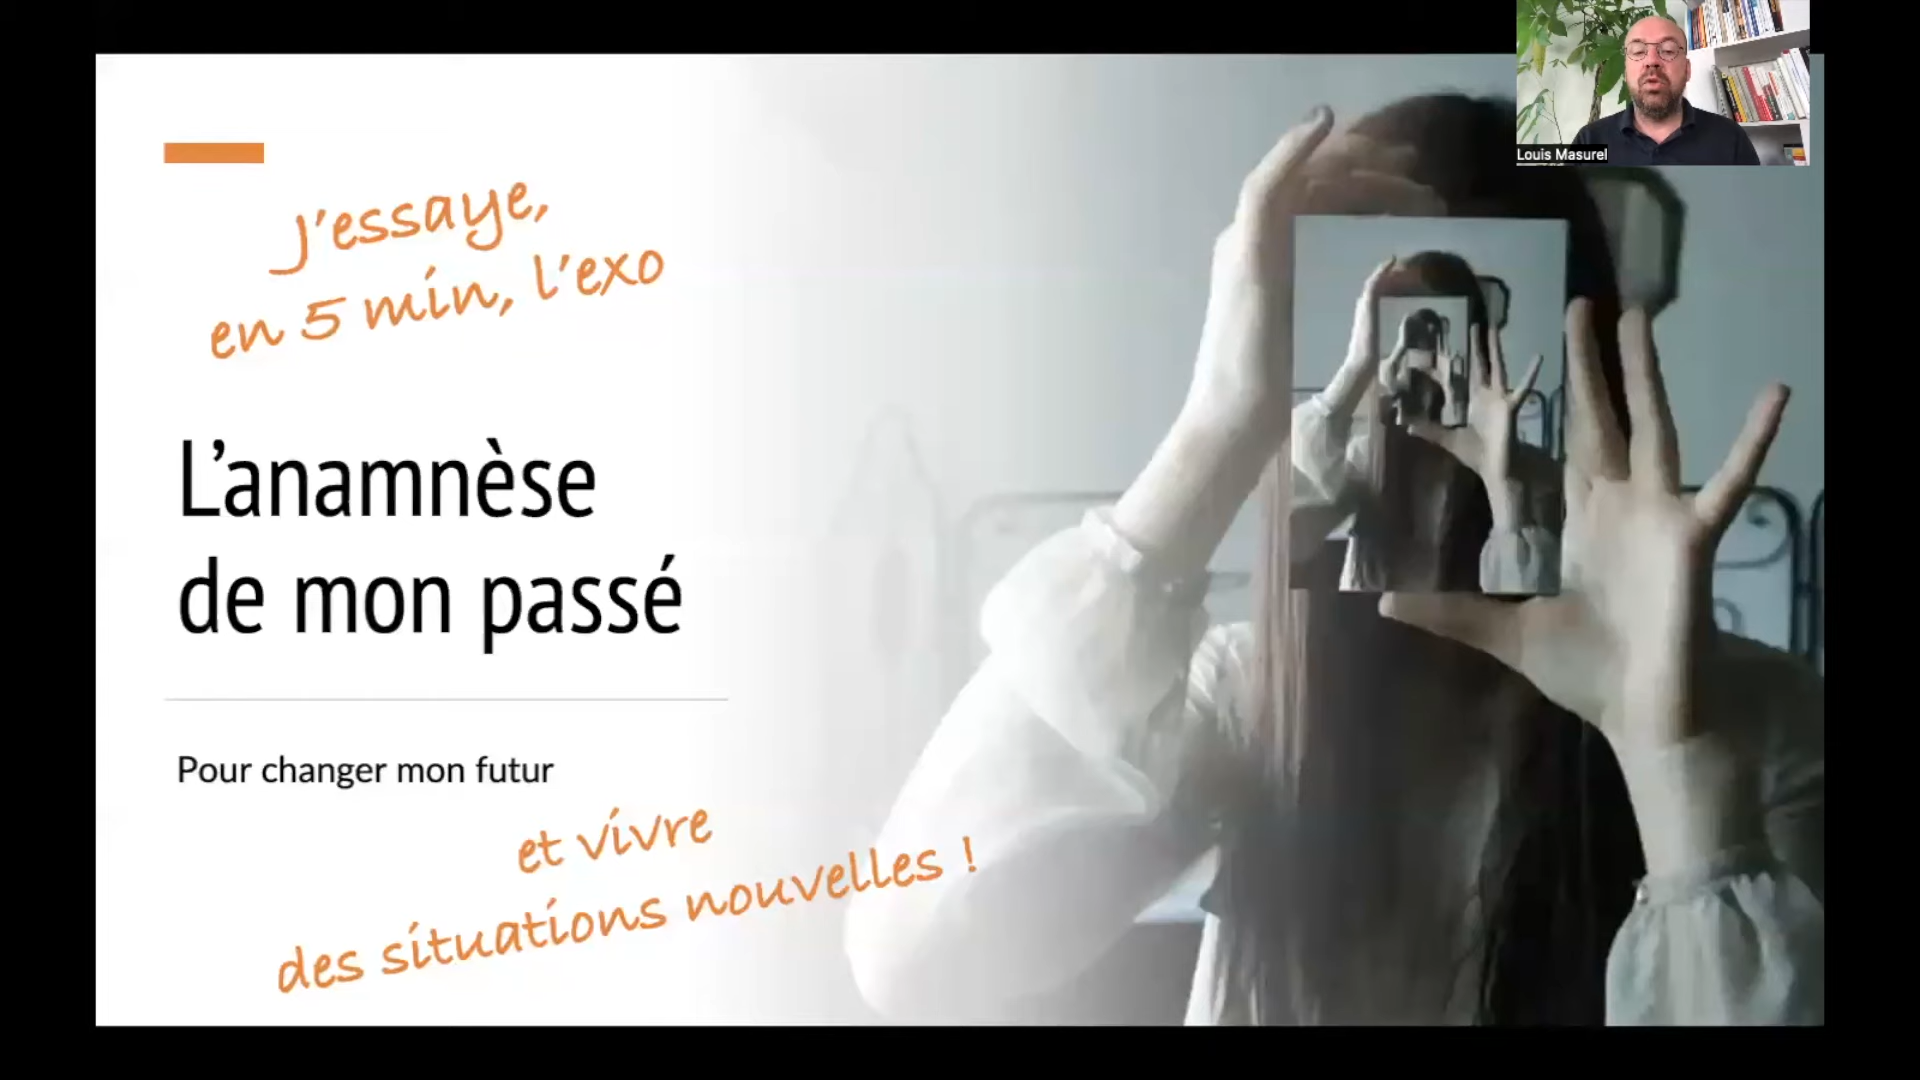 J'essaye,
en 5 min, l'exo
L'anamnèse
de mon passé
Pour changer mon futur
et vivre
des situations nouvelles !
Louis Masurel